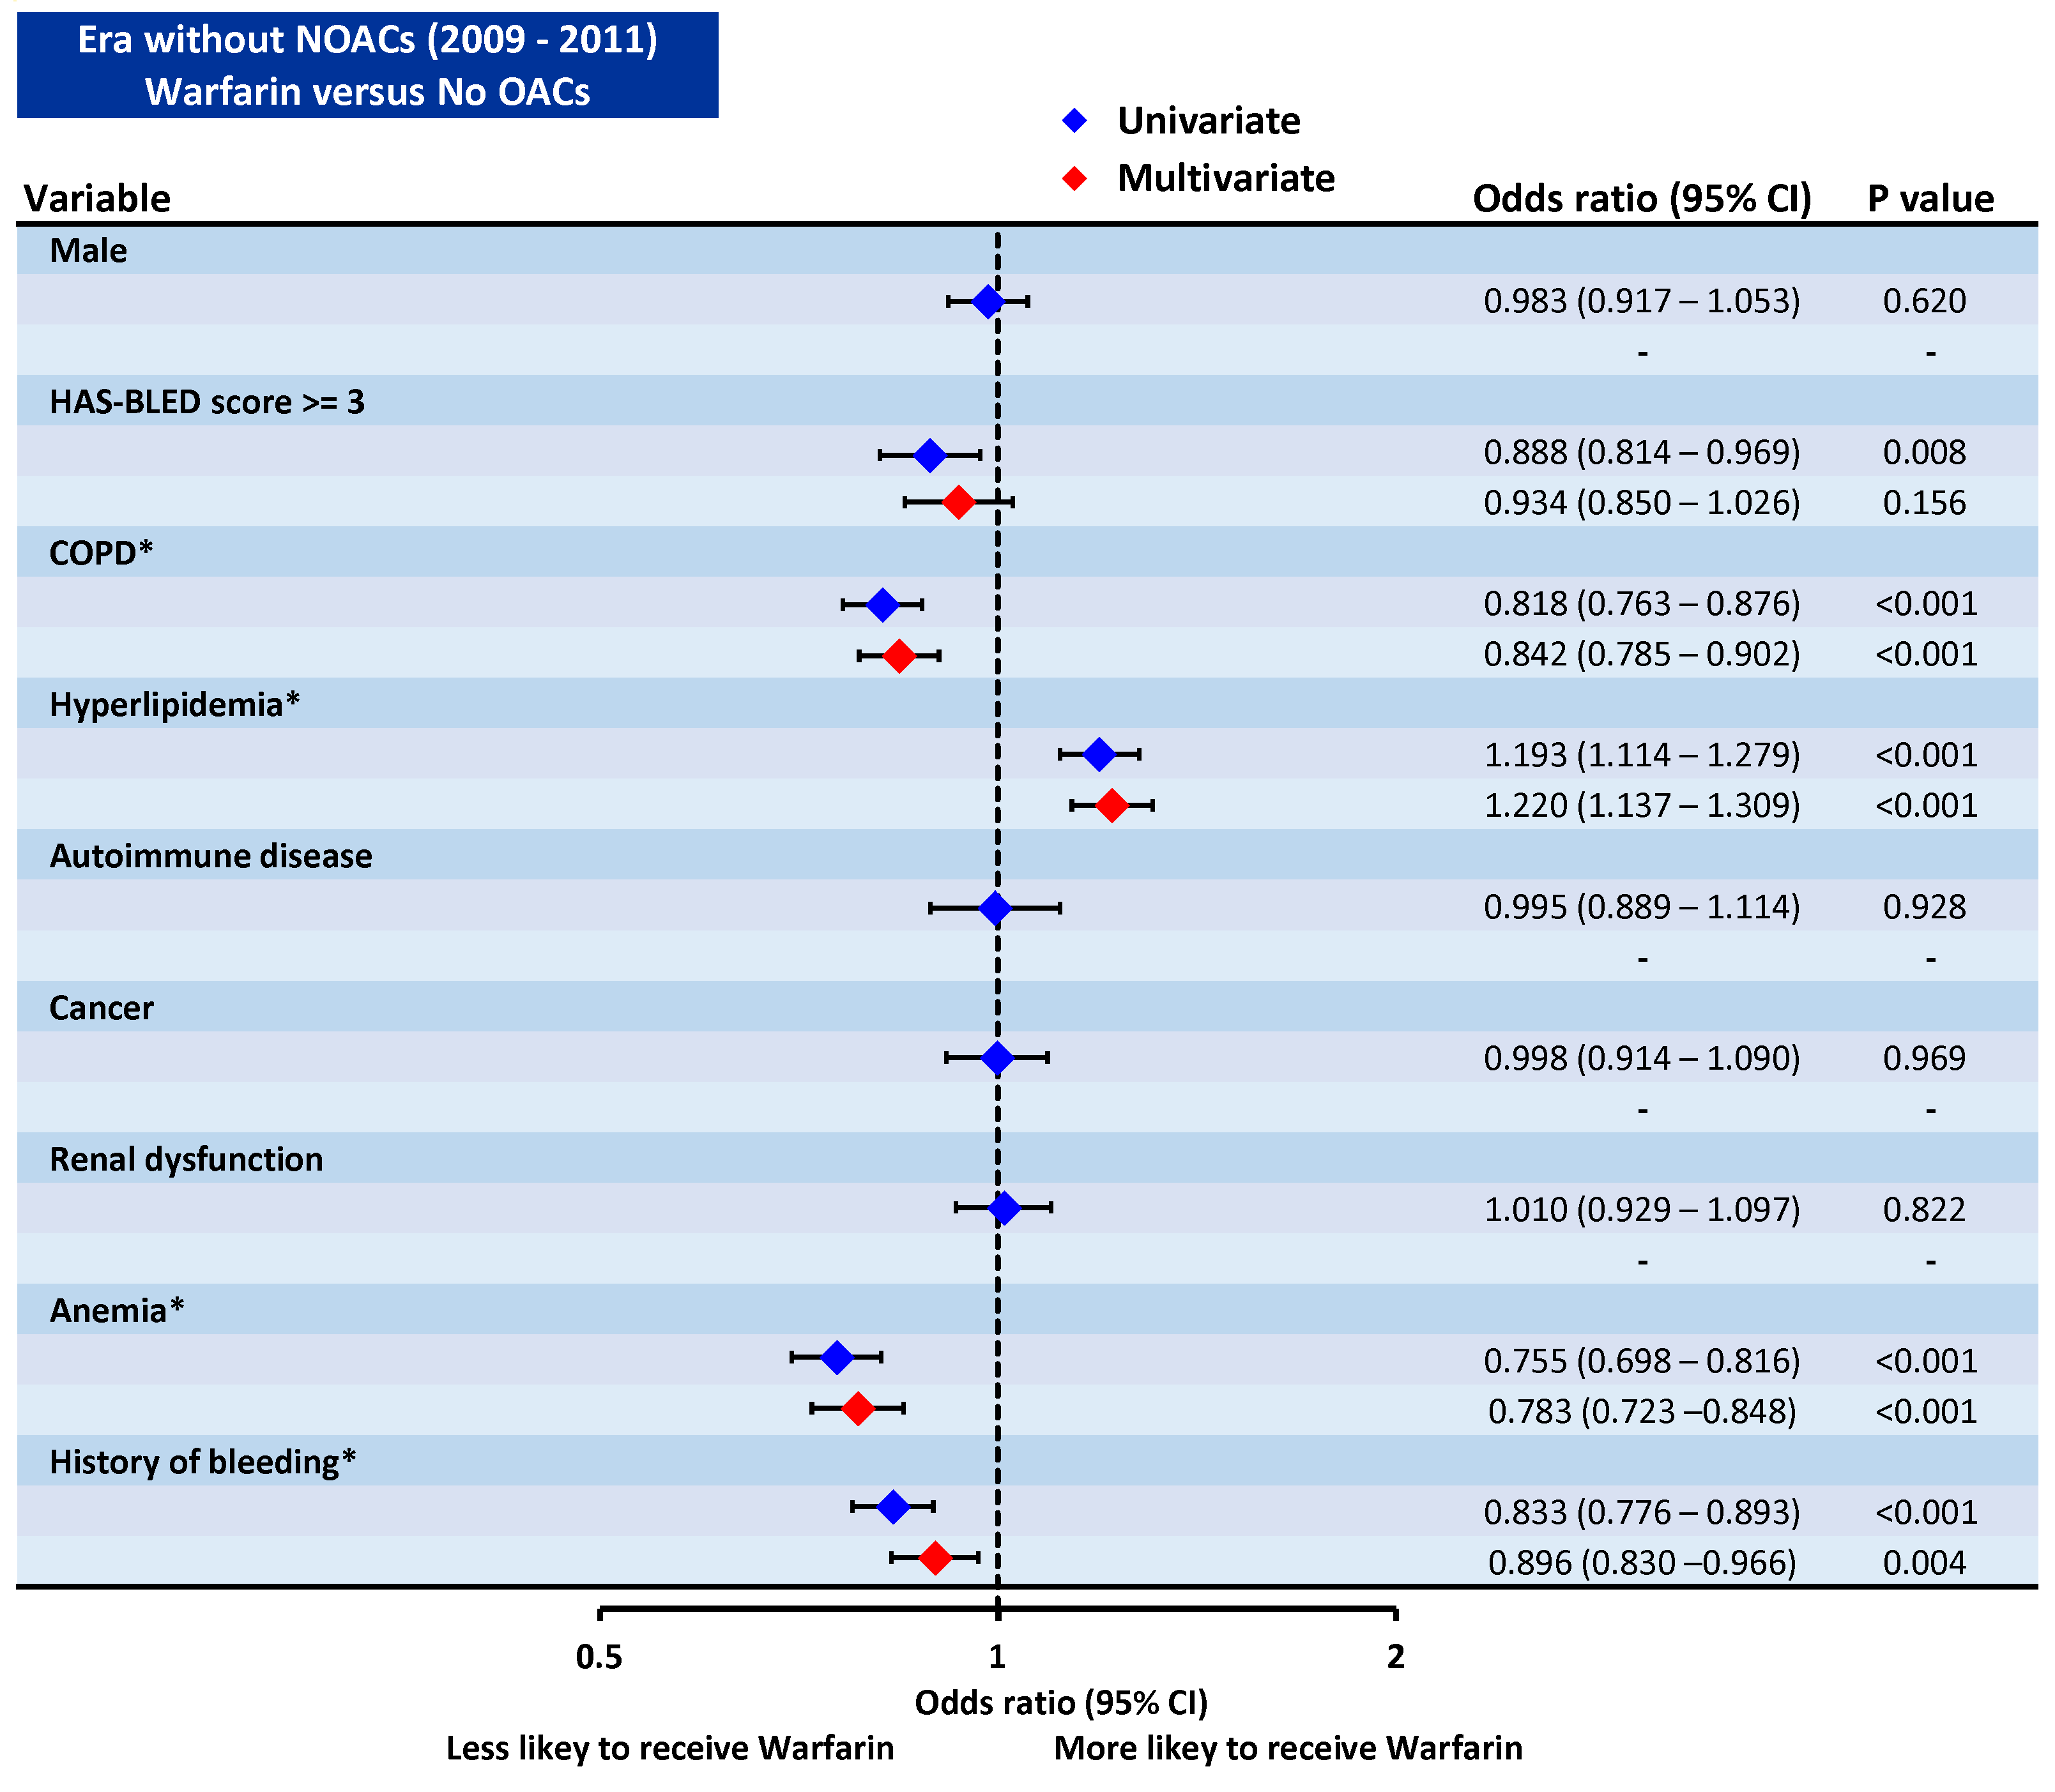 Era without NOACs (2009 - 2011)
Warfarin versus No OACs
Univariate
Multivariate
Variable Odds ratio (95% CI) P value
Male
0.983 (0.917 – 1.053) 0.620
- -
HAS-BLED score >= 3
0.888 (0.814 – 0.969) 0.008
0.934 (0.850 – 1.026) 0.156
COPD*
0.818 (0.763 – 0.876) <0.001
0.842 (0.785 – 0.902) <0.001
Hyperlipidemia*
1.193 (1.114 – 1.279) <0.001
1.220 (1.137 – 1.309) <0.001
Autoimmune disease
0.995 (0.889 – 1.114) 0.928
- -
Cancer
0.998 (0.914 – 1.090) 0.969
- -
Renal dysfunction
1.010 (0.929 – 1.097) 0.822
- -
Anemia*
0.755 (0.698 – 0.816) <0.001
0.783 (0.723 –0.848) <0.001
History of bleeding*
0.833 (0.776 – 0.893) <0.001
0.896 (0.830 –0.966) 0.004
0.5 1 2
Odds ratio (95% CI)
Less likey to receive Warfarin More likey to receive Warfarin